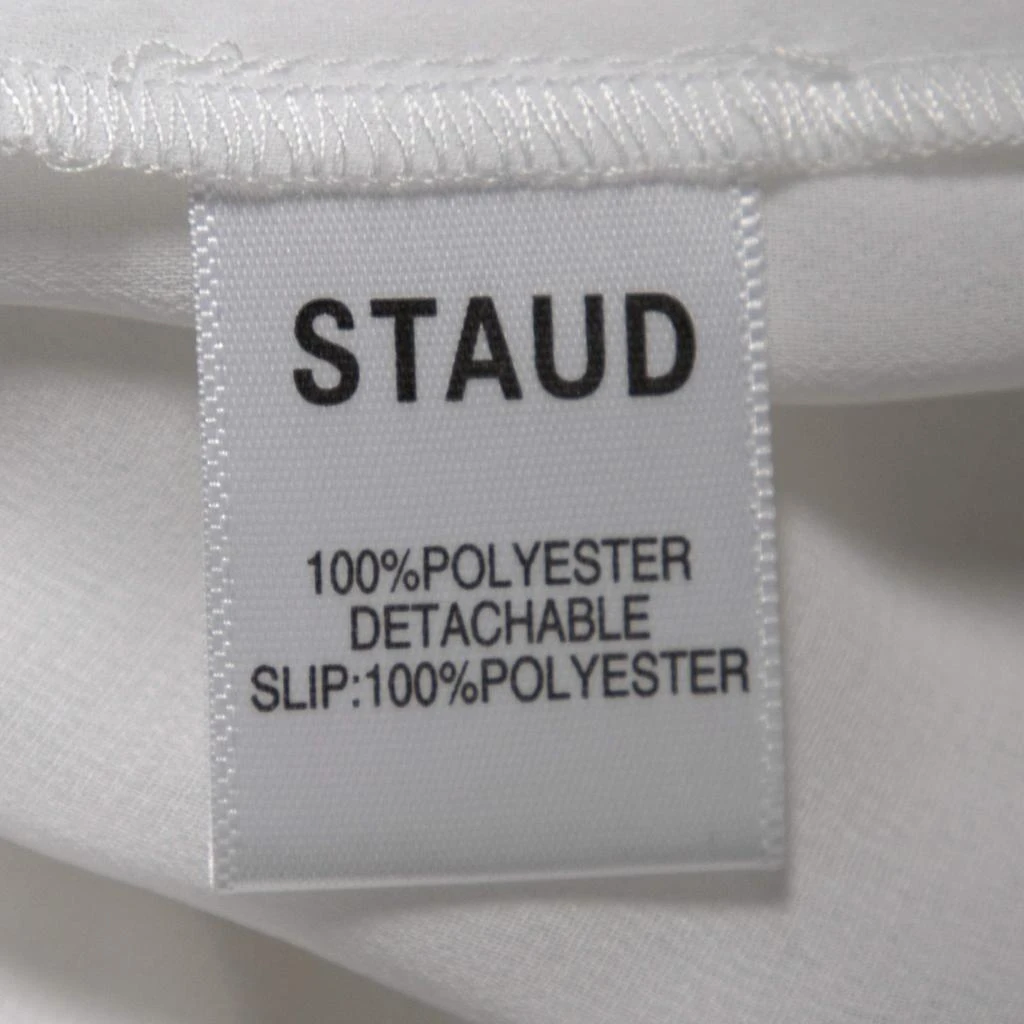 STAUD
100%POLYESTER
DETACHABLE
SLIP:100%POLYESTER